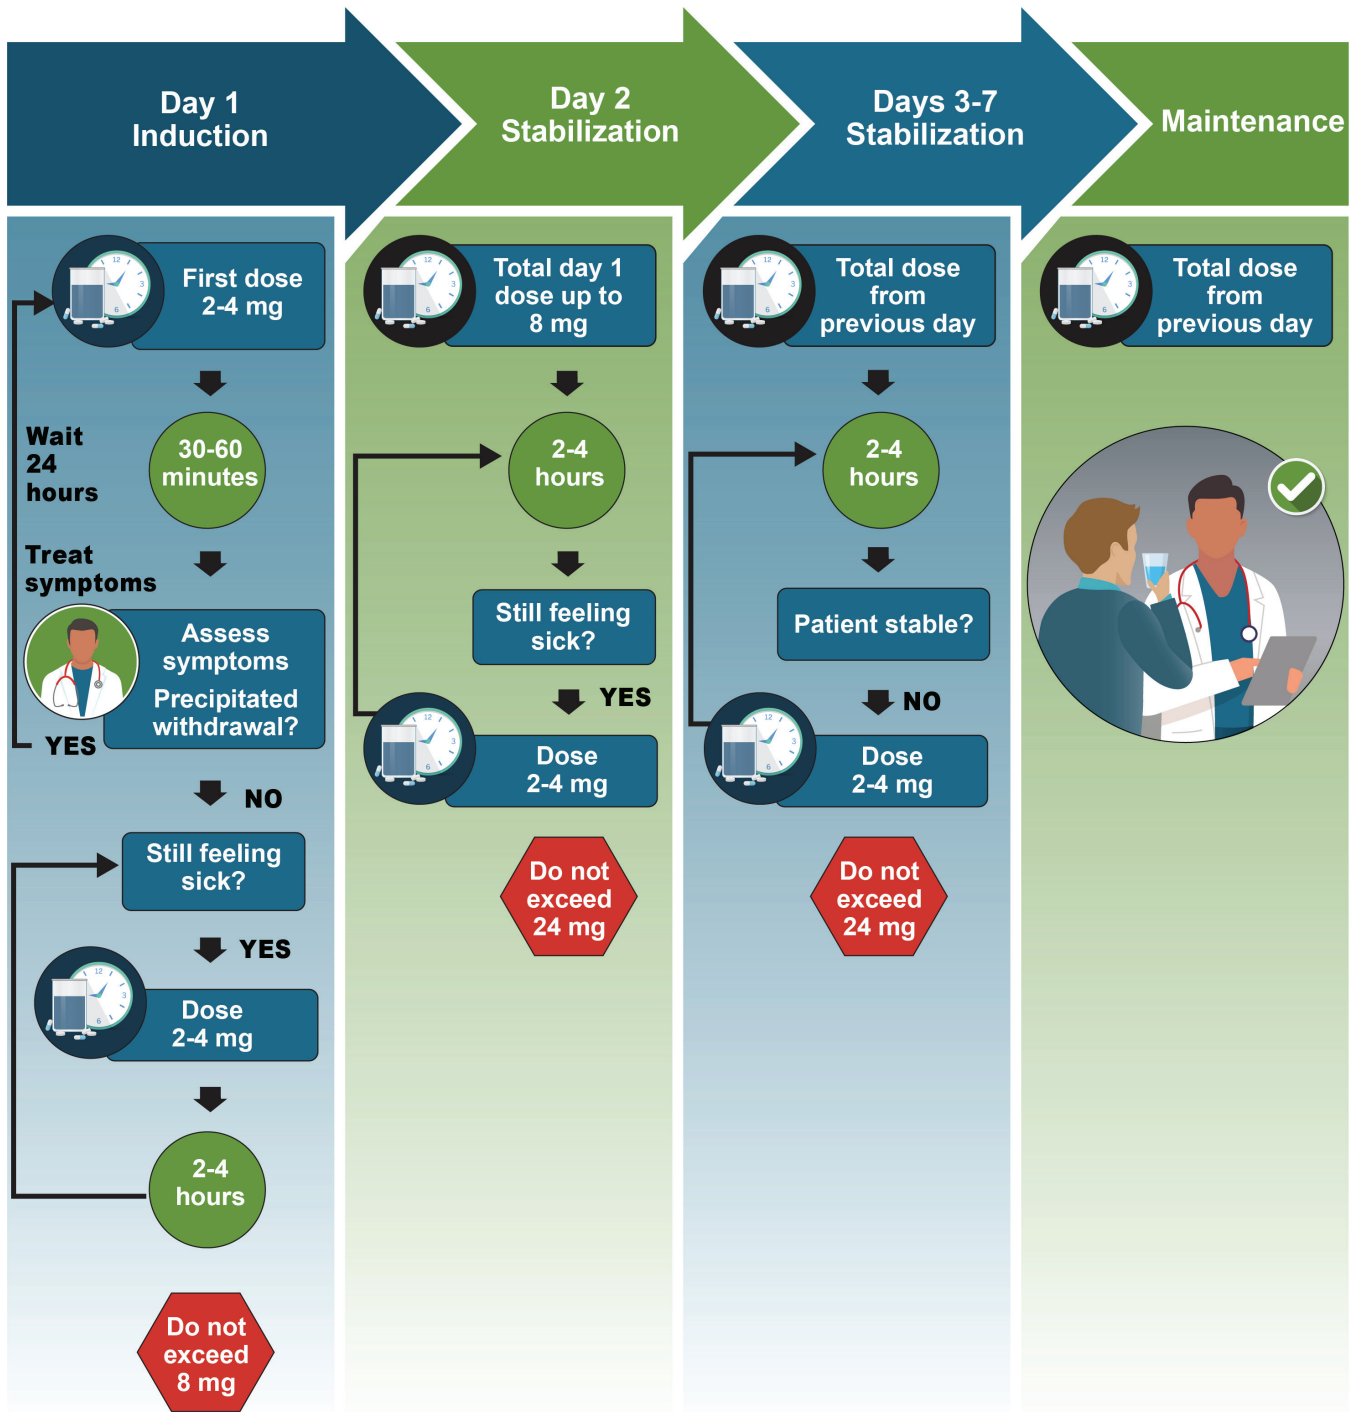 Day 1
Induction
Day 2
Stabilization
Days 3-7
Stabilization
Maintenance
First dose
2-4 mg
30-60
minutes
Wait
24
hours
Treat
symptoms
Assess
symptoms
Precipitated
withdrawal?
YES
NO
Still feeling
sick?
YES
Dose
2-4 mg
2-4
hours
Do not
exceed
8 mg
Total day 1
dose up to
8 mg
2-4
hours
Still feeling
sick?
YES
Dose
2-4 mg
Do not
exceed
24 mg
Total dose
from
previous day
2-4
hours
Patient stable?
NO
Dose
2-4 mg
Do not
exceed
24 mg
Total dose
from
previous day